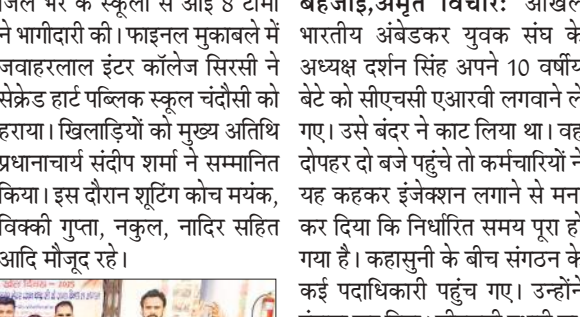 जिले भर के स्कूलों से आई 8 टीमों
ने भागीदारी की। फाइनल मुकाबले में
जवाहरलाल इंटर कॉलेज सिरसी ने
सेक्रेड हार्ट पब्लिक स्कूल चंदौसी को
हराया। खिलाड़ियों को मुख्य अतिथि
प्रधानाचार्य संदीप शर्मा ने सम्मानित
किया। इस दौरान शूटिंग कोच मयंक,
विक्की गुप्ता, नकुल, नादिर सहित
आदि मौजूद रहे।
खेल दिवस - 2025
बहजोई,अमृत विचार: अखिल
भारतीय अंबेडकर युवक संघ के
अध्यक्ष दर्शन सिंह अपने 10 वर्षीय
बेटे को सीएचसी एआरवी लगवाने ले
गए। उसे बंदर ने काट लिया था। वह
दोपहर दो बजे पहुंचे तो कर्मचारियों ने
यह कहकर इंजेक्शन लगाने से मना
कर दिया कि निर्धारित समय पूरा हो
गया है। कहासुनी के बीच संगठन के
कई पदाधिकारी पहुंच गए। उन्होंने